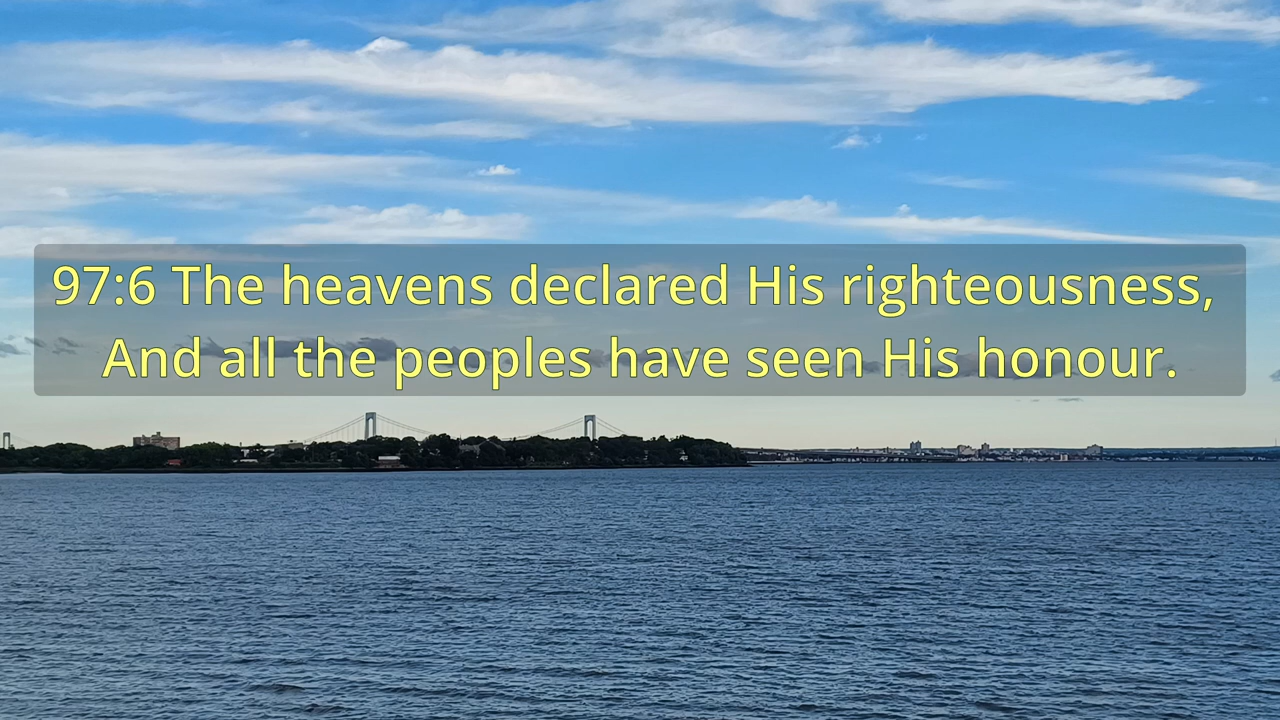 97:6 The heavens declared His righteousness,
And all the peoples have seen His honour.